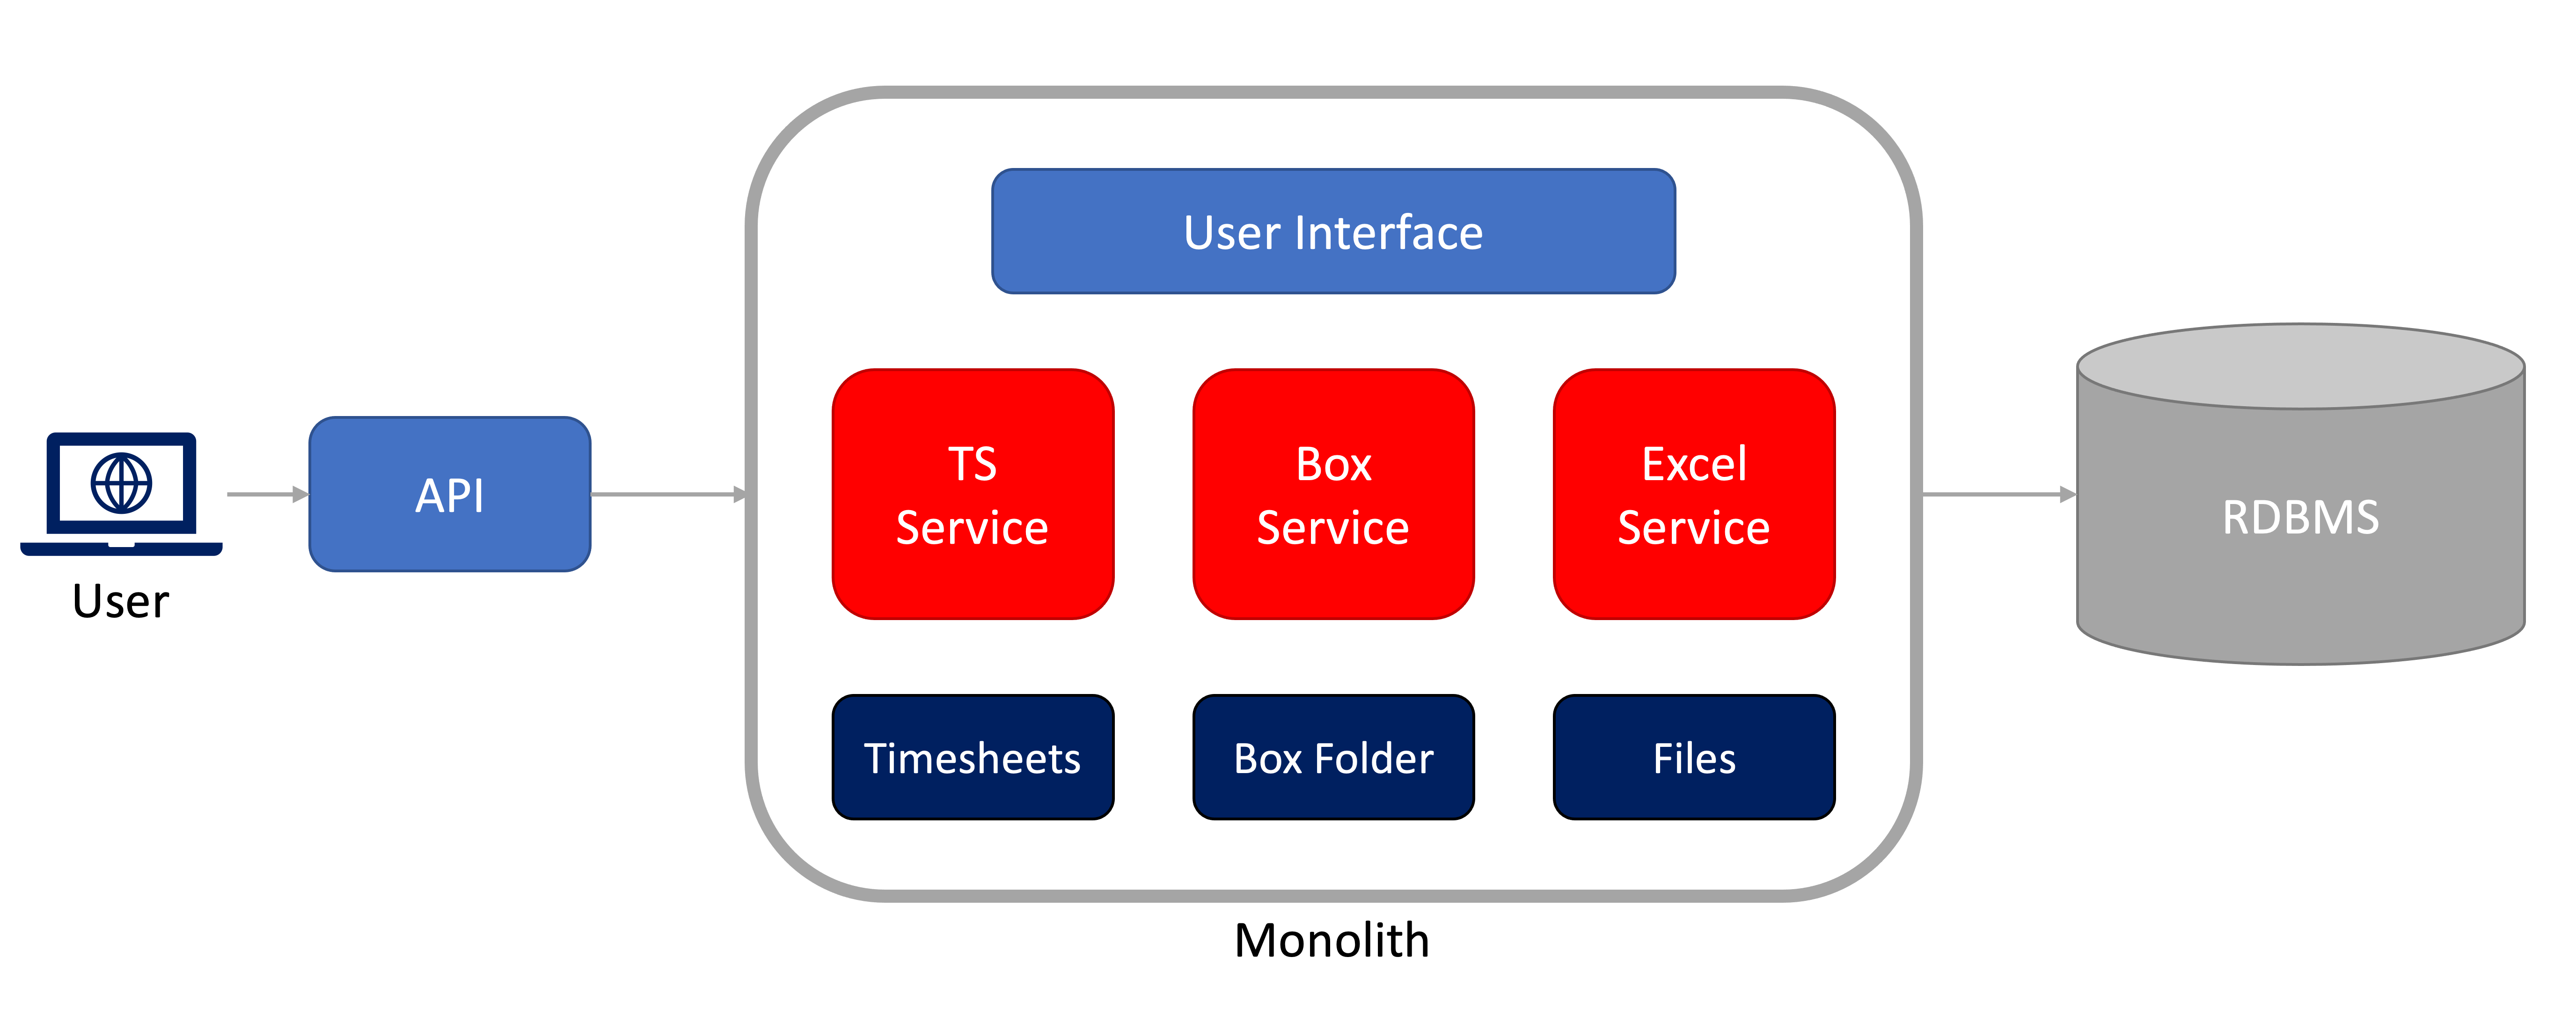 User
API
User Interface
TS
Service
Box
Service
Excel
Service
Timesheets
Box Folder
Files
Monolith
RDBMS